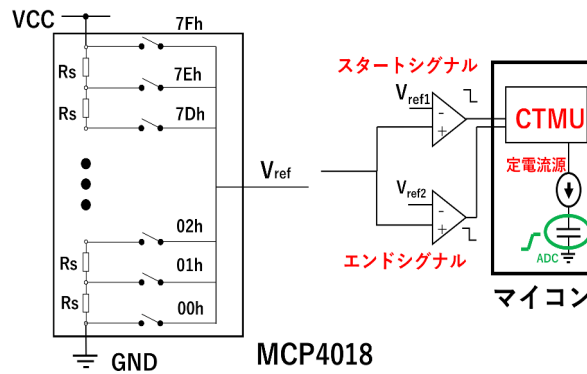 VCC
7Fh
Rs
7Eh
Rs
7Dh
Vref
02h
Rs
01h
Rs
00h
GND
MCP4018
スタートシグナル
Vref1
-
+
CTMU
定電流源
Vref2
-
+
ADC
エンドシグナル
マイコン